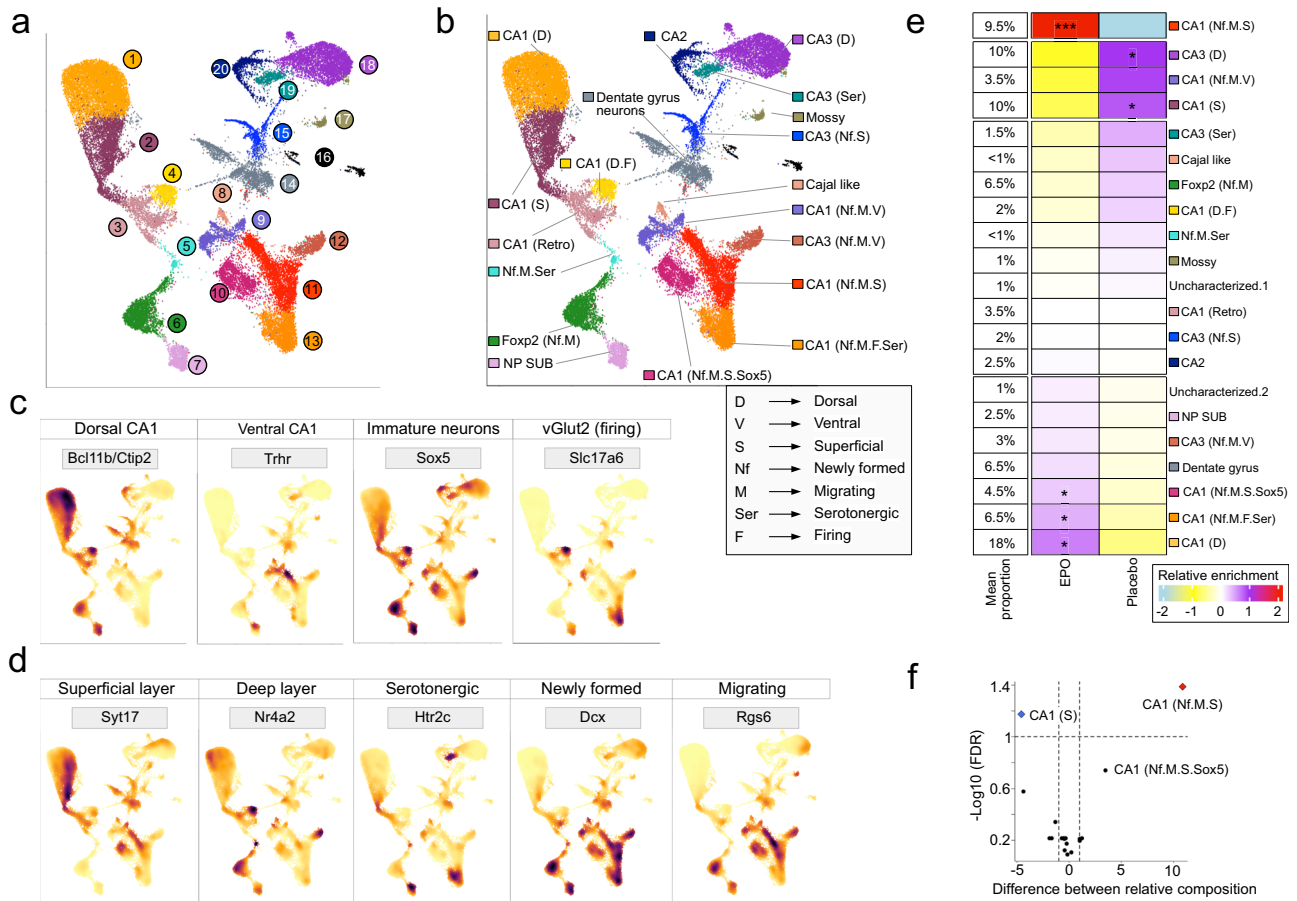 a
1
2
3
4
5
6
7
8
9
10
11
12
13
14
15
16
17
18
19
20
b
CA1 (D)
CA2
CA3 (D)
CA3 (Ser)
Dentate gyrus
neurons
Mossy
CA3 (Nf.S)
CA1 (D.F)
Cajal like
CA1 (S)
CA1 (Nf.M.V)
CA1 (Retro)
CA3 (Nf.M.V)
Nf.M.Ser
CA1 (Nf.M.S)
Foxp2 (Nf.M)
CA1 (Nf.M.F.Ser)
NP SUB
CA1 (Nf.M.S.Sox5)
D → Dorsal
V → Ventral
S → Superficial
Nf → Newly formed
M → Migrating
Ser → Serotonergic
F → Firing
c
Dorsal CA1 Ventral CA1 Immature neurons vGlut2 (firing)
Bcl11b/Ctip2 Trhr Sox5 Slc17a6
d
Superficial layer Deep layer Serotonergic Newly formed Migrating
Syt17 Nr4a2 Htr2c Dcx Rgs6
e
9.5% *** CA1 (Nf.M.S)
10% * CA3 (D)
3.5% CA1 (Nf.M.V)
10% * CA1 (S)
1.5% CA3 (Ser)
<1% Cajal like
6.5% Foxp2 (Nf.M)
2% CA1 (D.F)
<1% Nf.M.Ser
1% Mossy
1% Uncharacterized.1
3.5% CA1 (Retro)
2% CA3 (Nf.S)
2.5% CA2
1% Uncharacterized.2
2.5% NP SUB
3% CA3 (Nf.M.V)
6.5% Dentate gyrus
4.5% * CA1 (Nf.M.S.Sox5)
6.5% * CA1 (Nf.M.F.Ser)
18% * CA1 (D)
Mean
proportion
EPO
Placebo
Relative enrichment
-2 -1 0 1 2
f
-Log10 (FDR)
1.4
1
0.6
0.2
CA1 (S)
CA1 (Nf.M.S)
CA1 (Nf.M.S.Sox5)
-5 0 5 10
Difference between relative composition